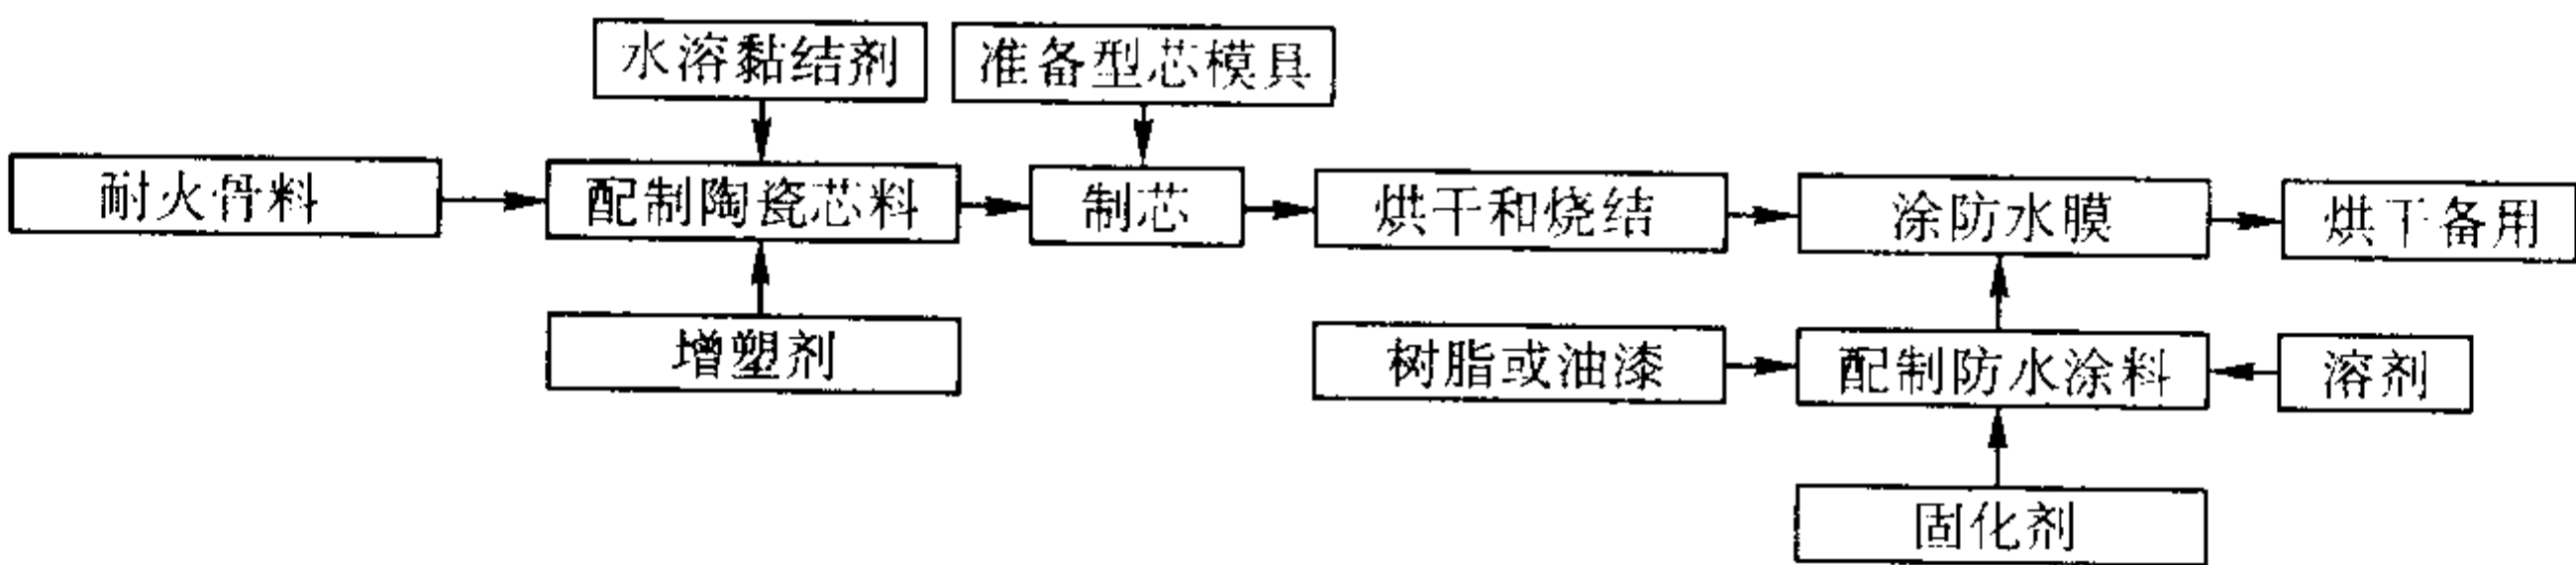 水溶黏结剂
准备型芯模具
耐火骨料
配制陶瓷芯料
制芯
烘干和烧结
涂防水膜
烘干备用
增塑剂
树脂或油漆
配制防水涂料
溶剂
固化剂